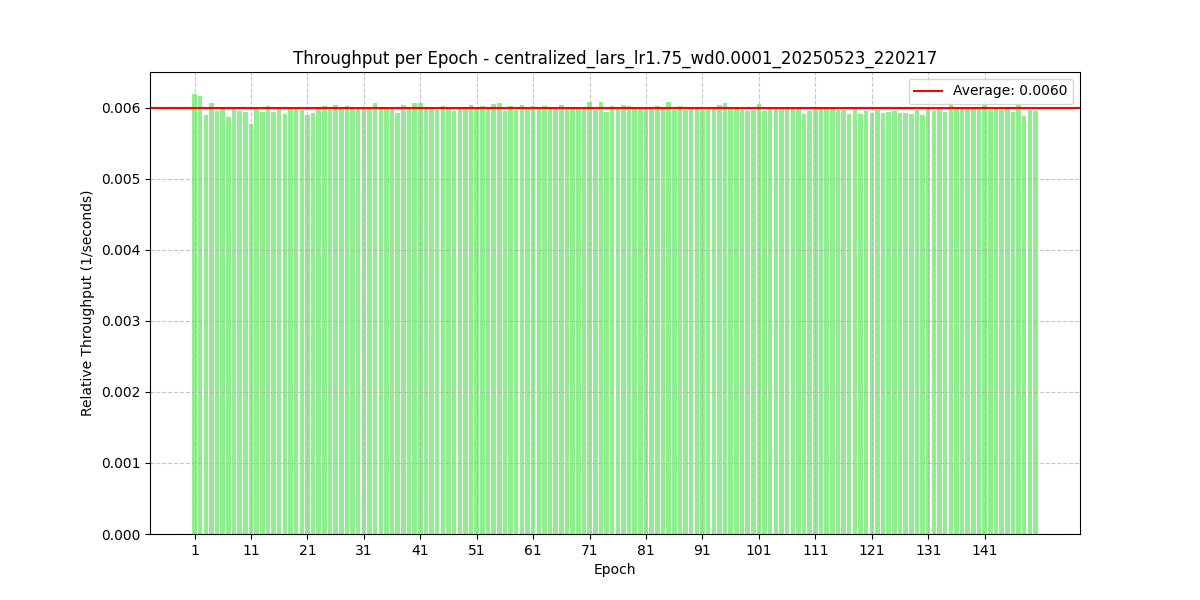 Throughput per Epoch - centralized_lars_lr1.75_wd0.0001_20250523_220217
Average: 0.0060
Relative Throughput (1/seconds)
0.006
0.005
0.004
0.003
0.002
0.001
0.000
1 11 21 31 41 51 61 71 81 91 101 111 121 131 141
Epoch